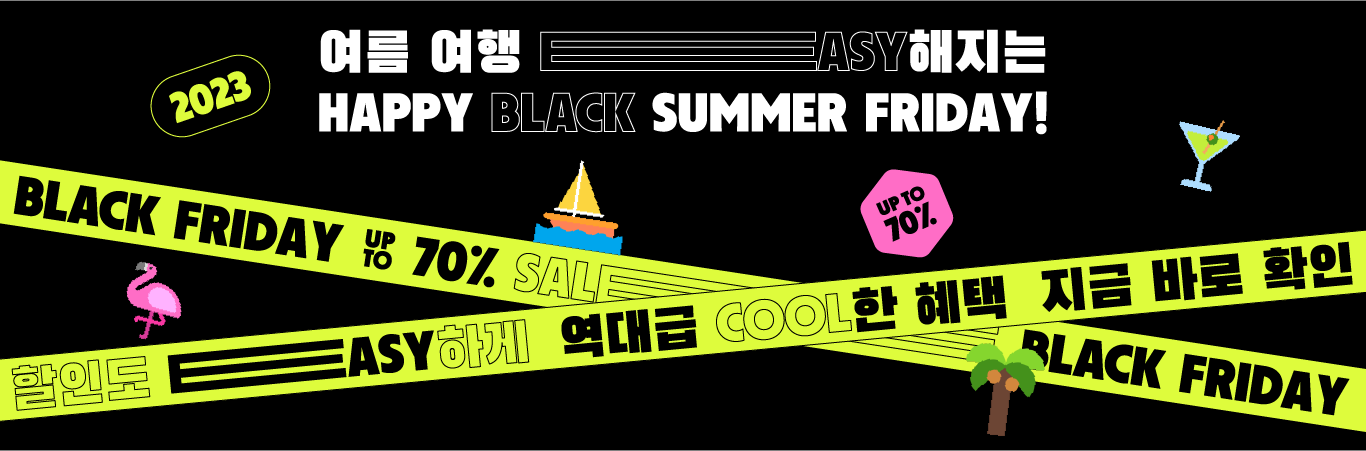 여름 여행 EASY해지는
2023
HAPPY BLACK SUMMER FRIDAY!
BLACK FRIDAY UP TO 70% SALE
UP TO
70%
할인도 EASY하게 역대급 COOL한 혜택 지금 바로 확인
BLACK FRIDAY